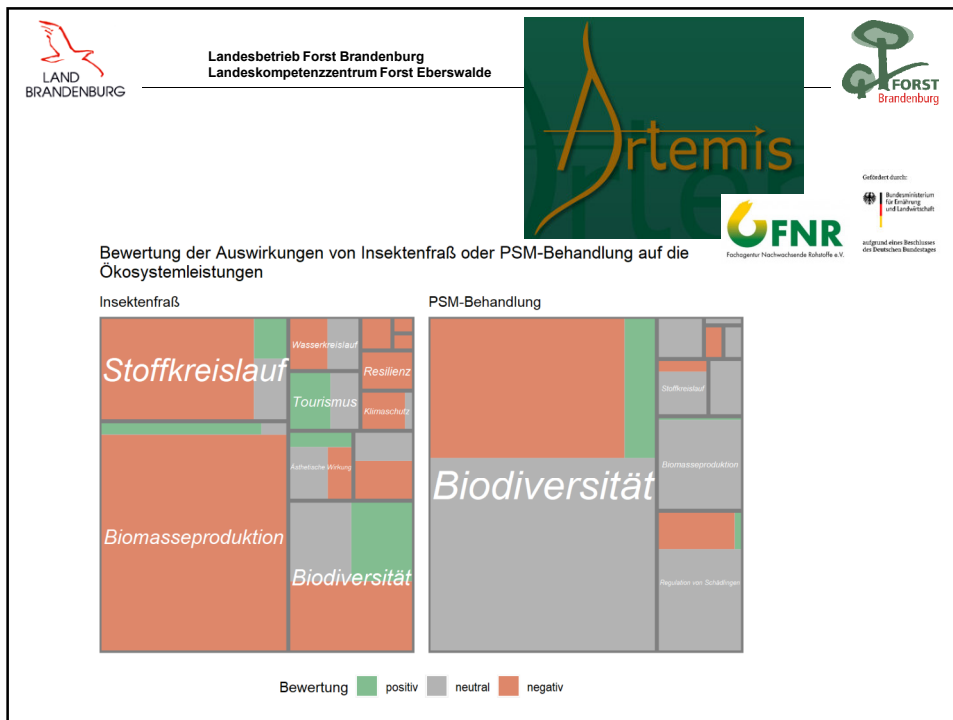 LAND
BRANDENBURG
Landesbetrieb Forst Brandenburg
Landeskompetenzzentrum Forst Eberswalde
Artemis
FORST
Brandenburg
Gefördert durch:
Bundesministerium
für Ernährung
und Landwirtschaft
aufgrund eines Beschlusses
des Deutschen Bundestages
FNR
Fachagentur Nachwachsende Rohstoffe e.V.
Bewertung der Auswirkungen von Insektenfraß oder PSM-Behandlung auf die
Ökosystemleistungen
Insektenfraß
Stoffkreislauf
Wasserkreislauf
Resilienz
Tourismus
Klimaschutz
Ästhetische Wirkung
Biomasseproduktion
Biodiversität
PSM-Behandlung
Biodiversität
Stoffkreislauf
Biomasseproduktion
Regulation von Schädlingen
Bewertung positiv neutral negativ